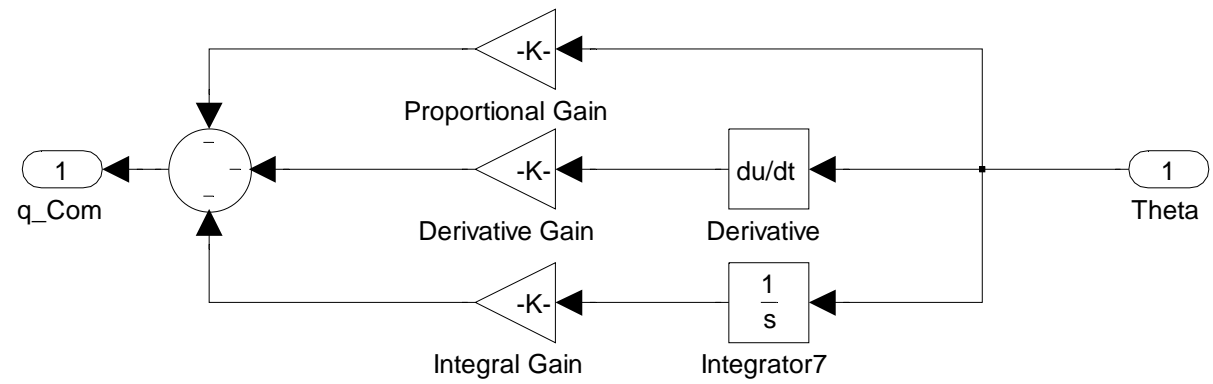 -K-
Proportional Gain
1
q_Com
−
−
−
-K-
Derivative Gain
du/dt
Derivative
1
Theta
-K-
Integral Gain
1
s
Integrator7